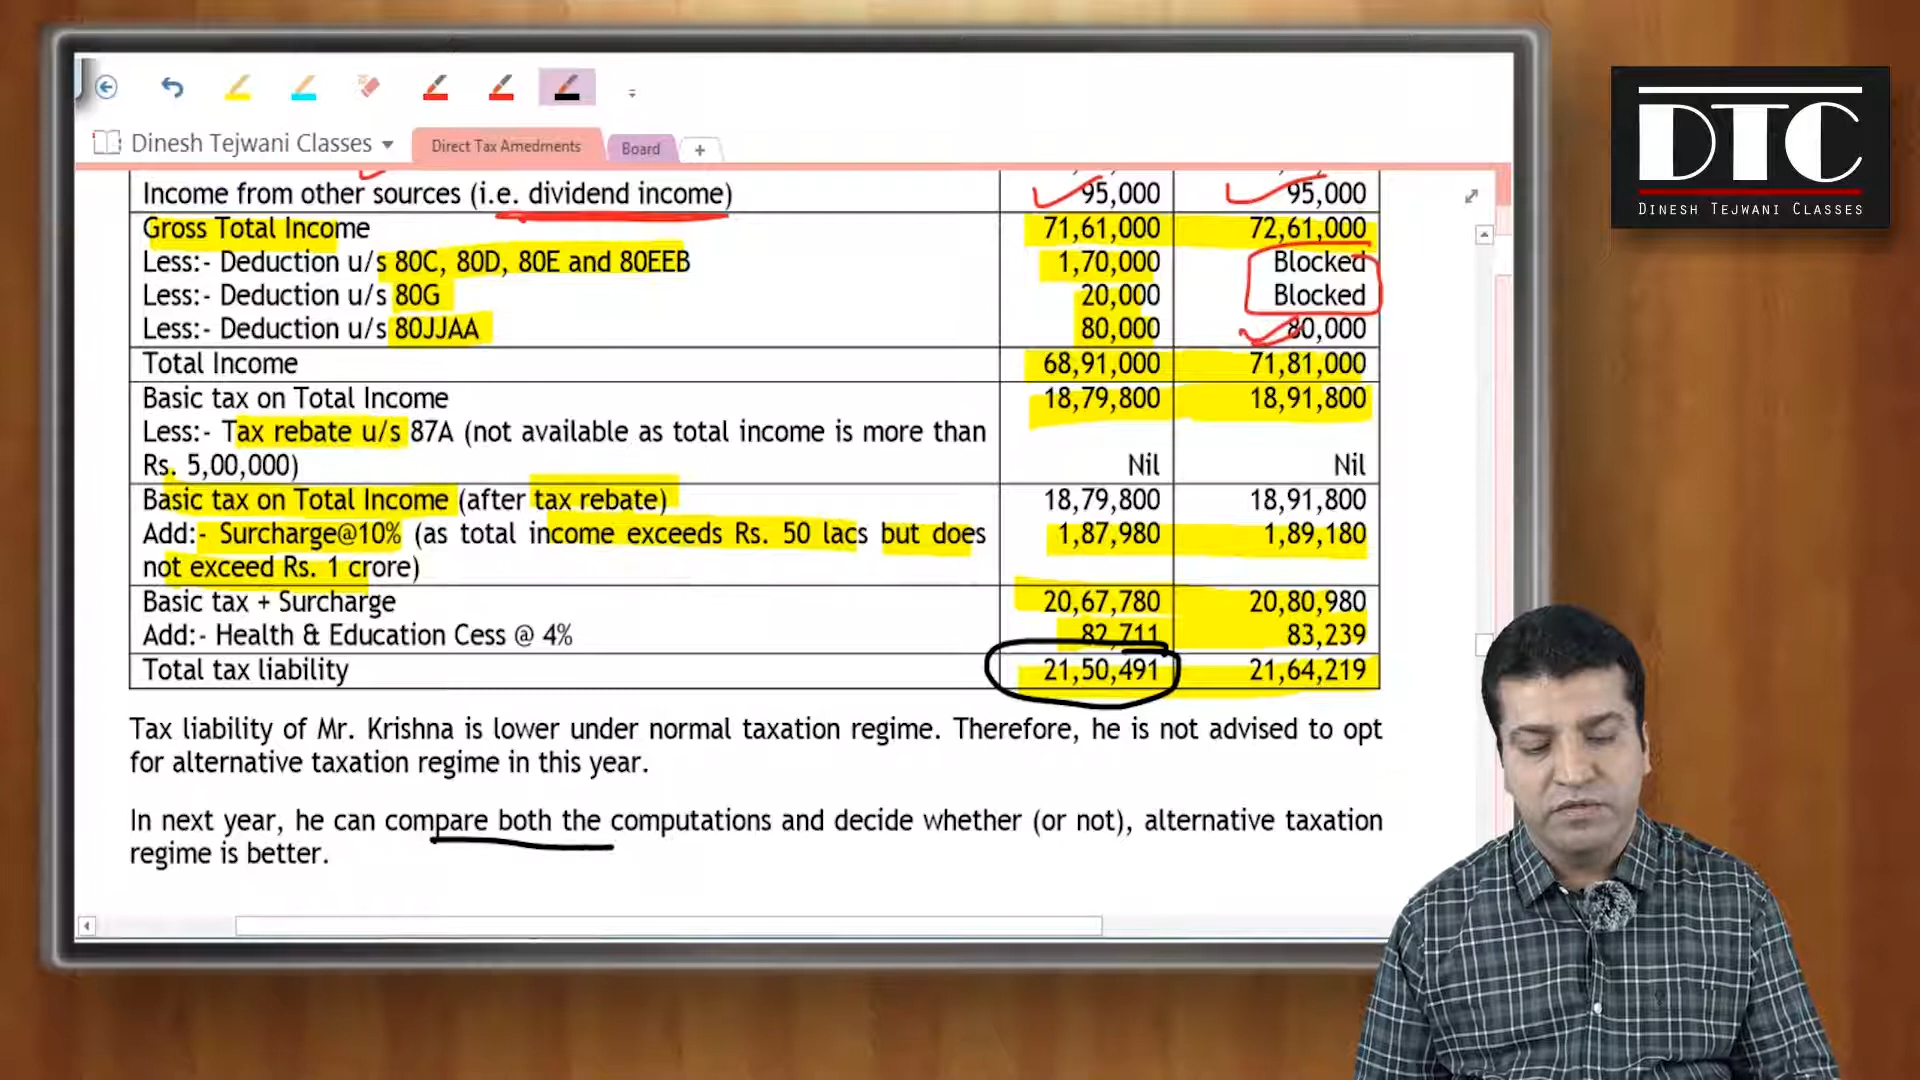 DTC
DINESH TEJWANI CLASSES
Dinesh Tejwani Classes
Direct Tax Amedments
Board
Income from other sources (i.e. dividend income) 95,000 95,000
Gross Total Income 71,61,000 72,61,000
Less:- Deduction u/s 80C, 80D, 80E and 80EEB 1,70,000 Blocked
Less:- Deduction u/s 80G 20,000 Blocked
Less:- Deduction u/s 80JJAA 80,000 80,000
Total Income 68,91,000 71,81,000
Basic tax on Total Income 18,79,800 18,91,800
Less:- Tax rebate u/s 87A (not available as total income is more than
Rs. 5,00,000) Nil Nil
Basic tax on Total Income (after tax rebate) 18,79,800 18,91,800
Add:- Surcharge@10% (as total income exceeds Rs. 50 lacs but does 1,87,980 1,89,180
not exceed Rs. 1 crore)
Basic tax + Surcharge 20,67,780 20,80,980
Add:- Health & Education Cess @ 4% 82,711 83,239
Total tax liability 21,50,491 21,64,219
Tax liability of Mr. Krishna is lower under normal taxation regime. Therefore, he is not advised to opt
for alternative taxation regime in this year.
In next year, he can compare both the computations and decide whether (or not), alternative taxation
regime is better.